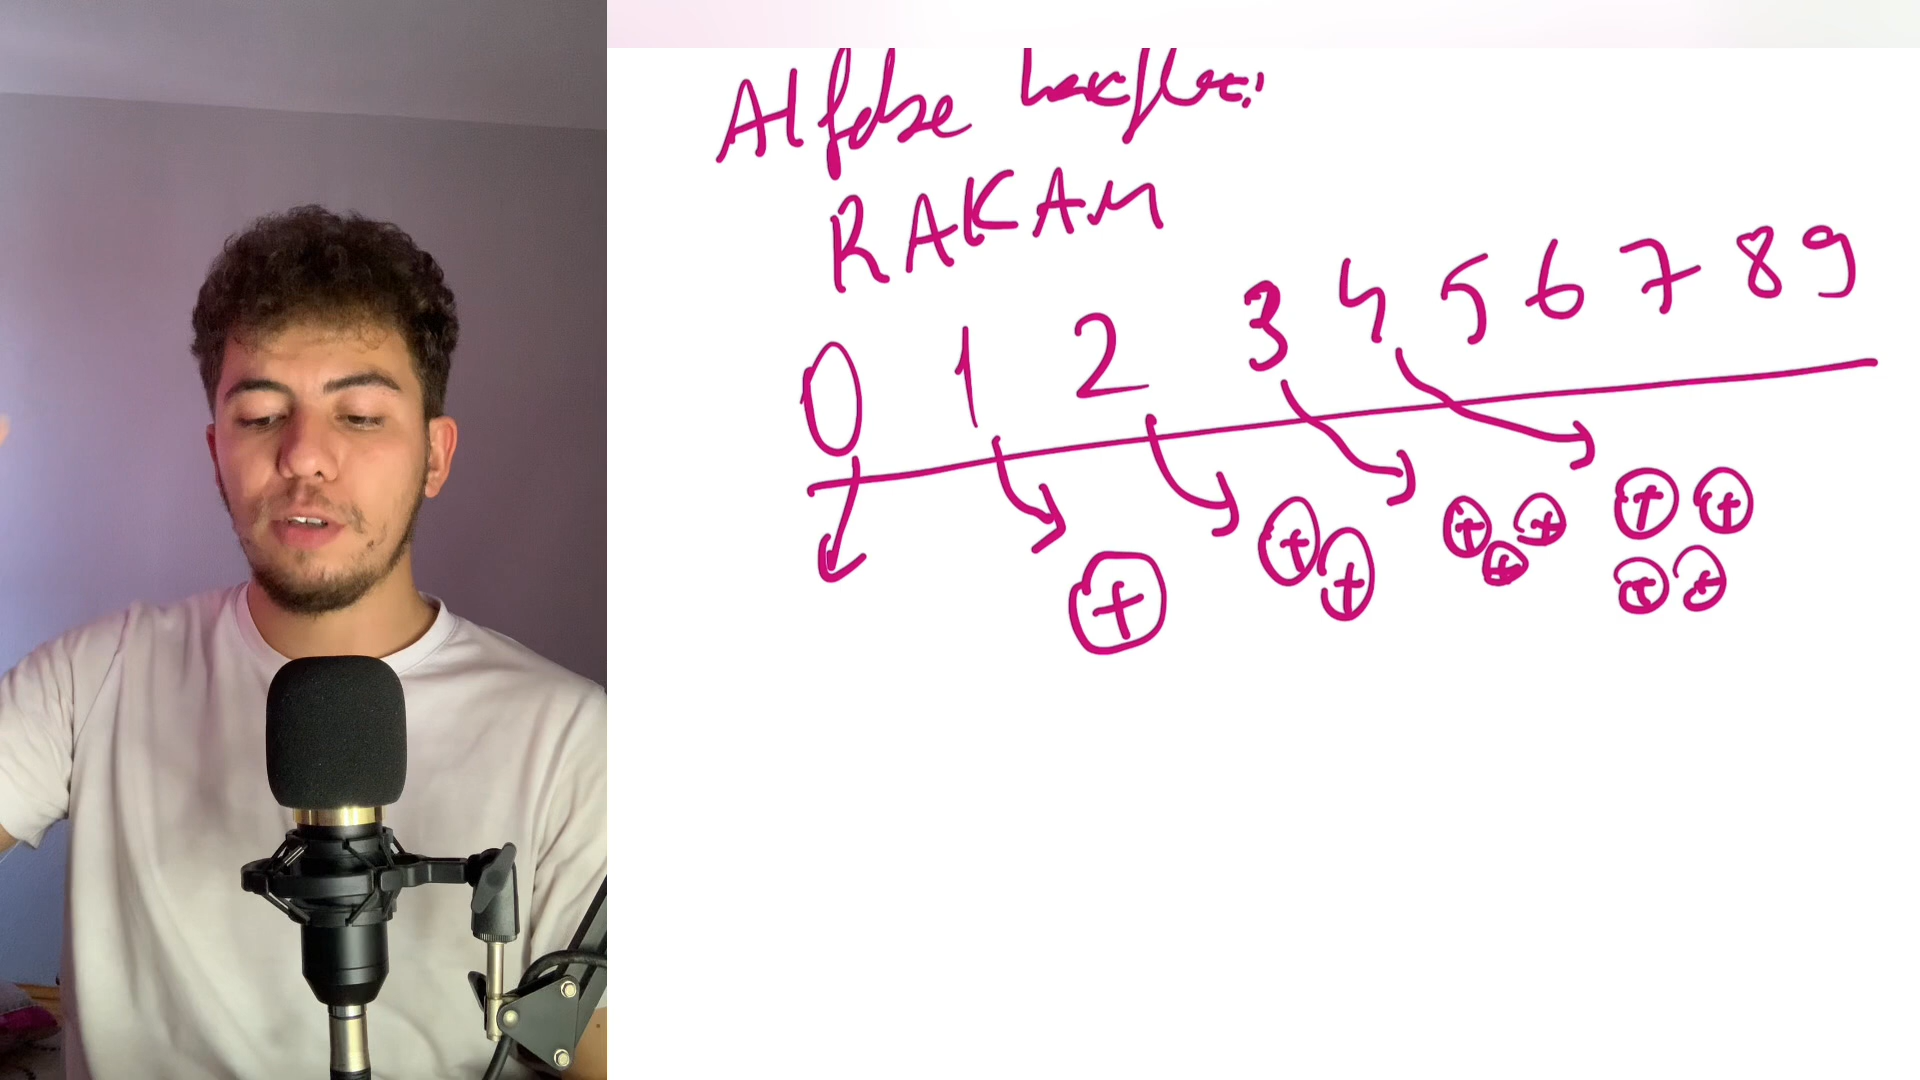 Alfabe harfleri
RAKAM
0 1 2 3 4 5 6 7 8 9
+ + + + + + + + + +